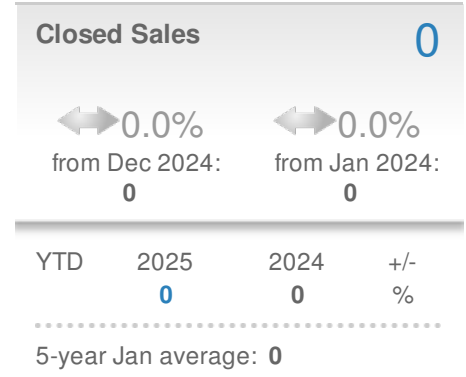 Closed Sales 0
0.0% 0.0%
from Dec 2024: from Jan 2024:
0 0
YTD 2025 2024 +/-
0 0 %
5-year Jan average: 0